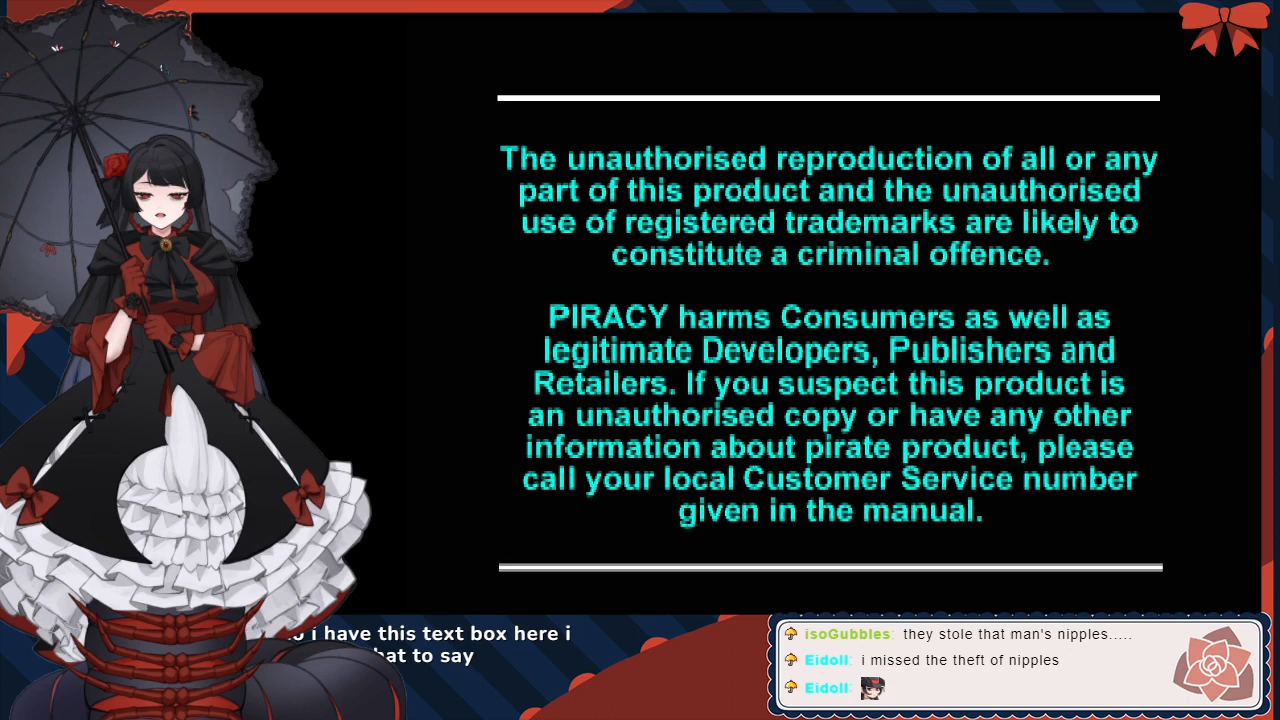 The unauthorised reproduction of all or any
part of this product and the unauthorised
use of registered trademarks are likely to
constitute a criminal offence.
PIRACY harms Consumers as well as
legitimate Developers, Publishers and
Retailers. If you suspect this product is
an unauthorised copy or have any other
information about pirate product, please
call your local Customer Service number
given in the manual.
i have this text box here i
to say
isoGubbles: they stole that man's nipples.....
Eidoll: i missed the theft of nipples
Eidoll: